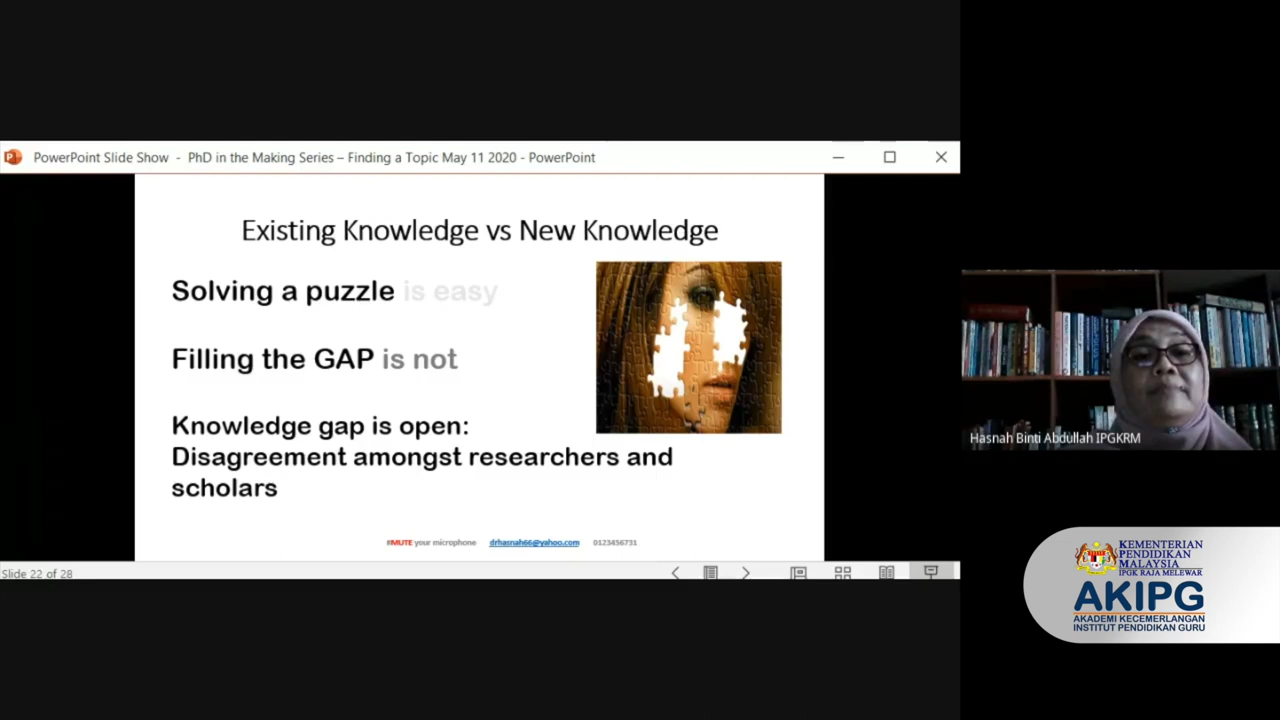 PowerPoint Slide Show - PhD in the Making Series – Finding a Topic May 11 2020 - PowerPoint
Existing Knowledge vs New Knowledge
Solving a puzzle is easy
Filling the GAP is not
Knowledge gap is open:
Disagreement amongst researchers and
scholars
#MUTE your microphone drhasnah66@yahoo.com 0123456731
Slide 22 of 28
Hasnah Binti Abdullah IPGKRM
KEMENTERIAN
PENDIDIKAN
MALAYSIA
IPGK RAJA MELEWAR
AKIPG
AKADEMI KECEMERLANGAN
INSTITUT PENDIDIKAN GURU